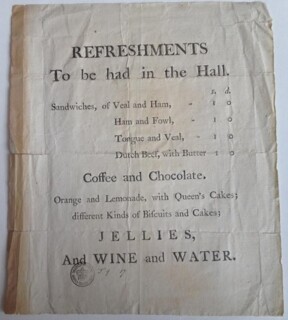 REFRESHMENTS
To be had in the Hall.
s. d.
Sandwiches, of Veal and Ham, - 1 0
Ham and Fowl, - 1 0
Tongue and Veal, - 1 0
Dutch Beef, with Butter 1 0
Coffee and Chocolate.
Orange and Lemonade, with Queen's Cakes;
different Kinds of Biscuits and Cakes;
JELLIES,
And WINE and WATER.